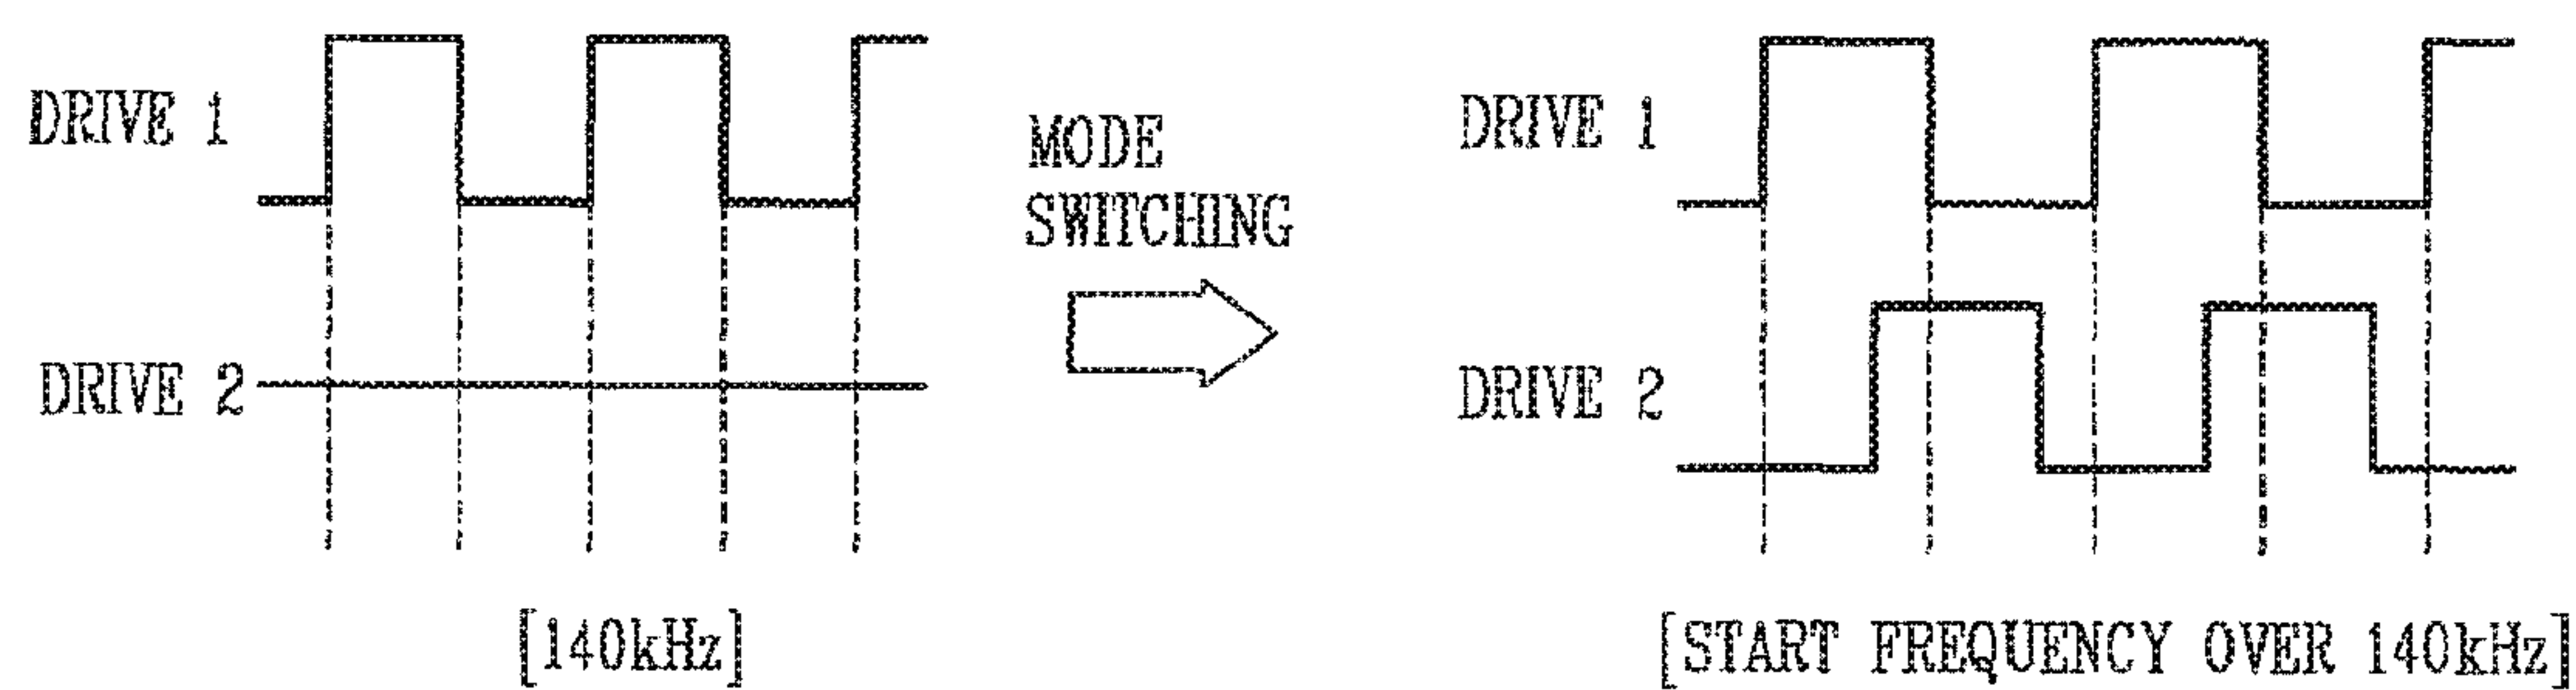 DRIVE 1
DRIVE 2
[140kHz]
MODE
SWITCHING
DRIVE 1
DRIVE 2
[START FREQUENCY OVER 140kHz]